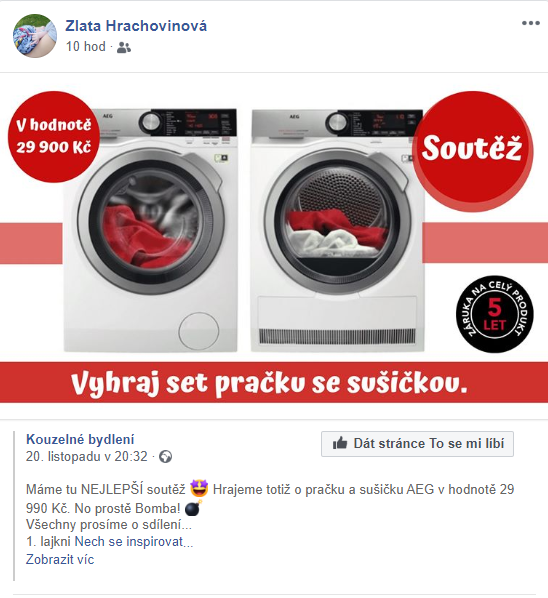 Zlata Hrachovinová
10 hod
V hodnotě
29 900 Kč
AEG
AEG
Soutěž
ZÁRUKA NA CELÝ PRODUKT
5
LET
Vyhraj set pračku se sušičkou.
Kouzelné bydlení
20. listopadu v 20:32
Dát stránce To se mi líbí
Máme tu NEJLEPŠÍ soutěž 🤩 Hrajeme totiž o pračku a sušičku AEG v hodnotě 29
990 Kč. No prostě Bomba! 💣
Všechny prosíme o sdílení...
1. lajkni Nech se inspirovat...
Zobrazit víc